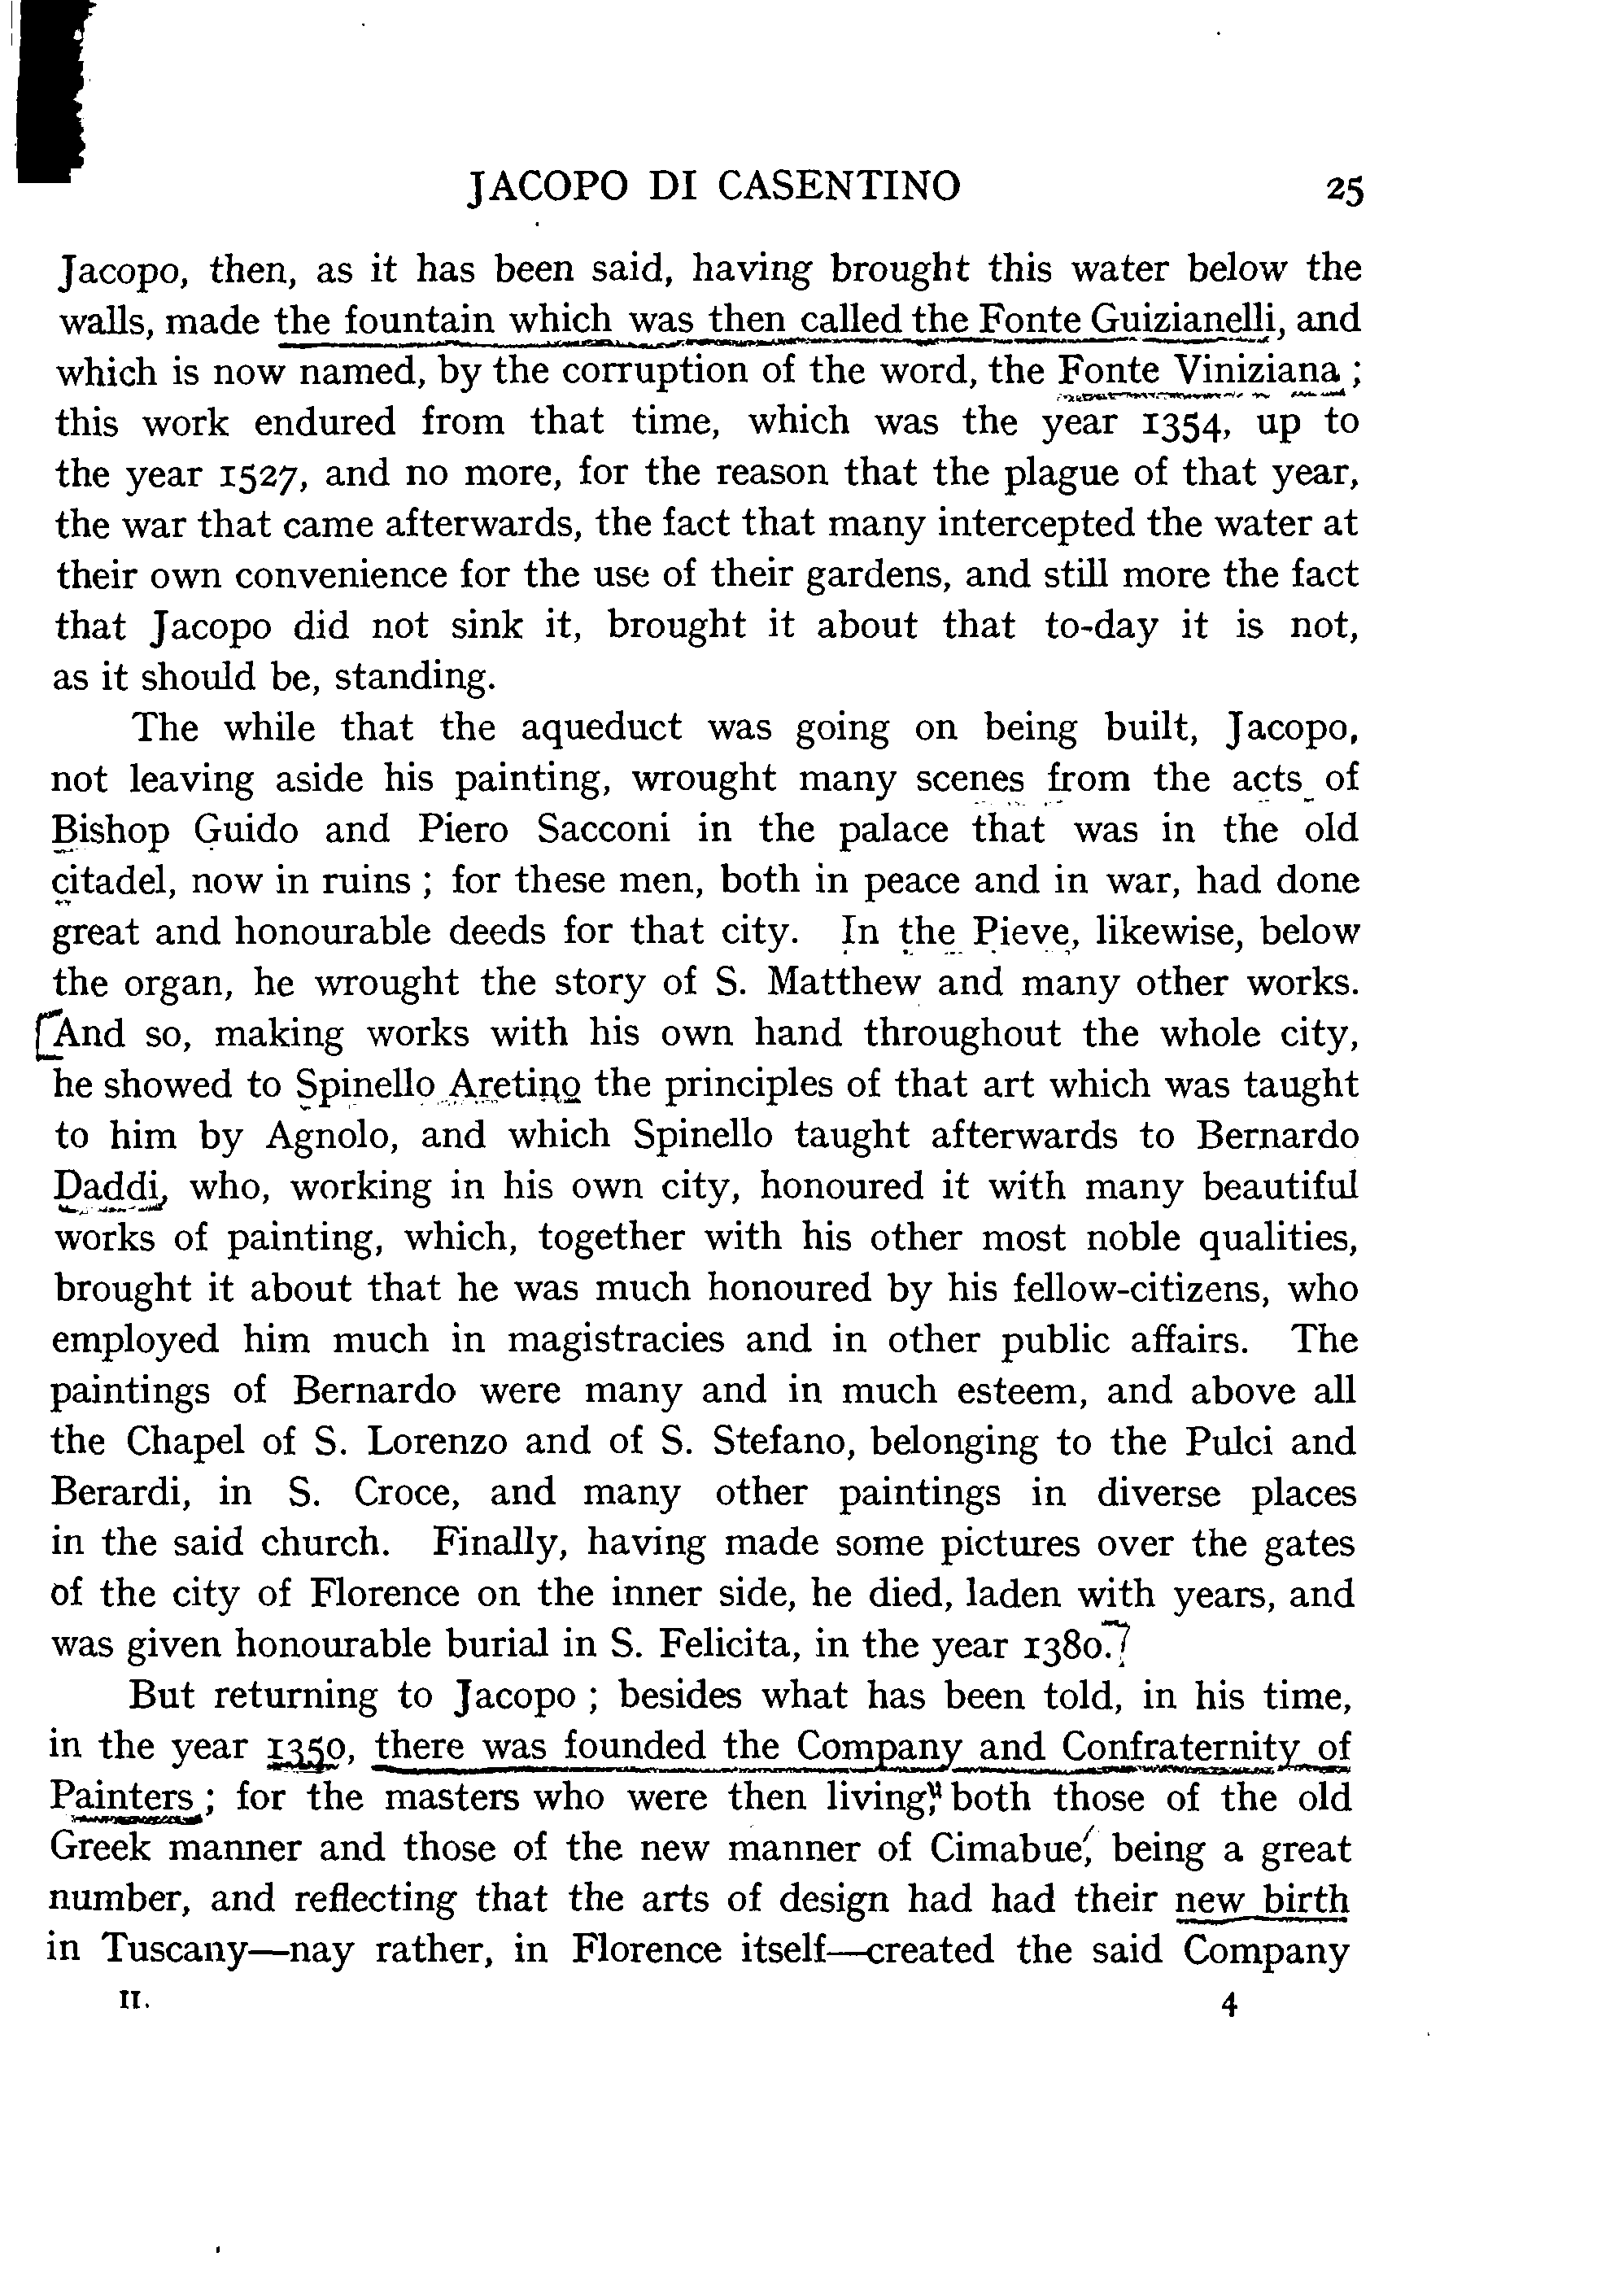 JACOPO DI CASENTINO 25
Jacopo, then, as it has been said, having brought this water below the
walls, made the fountain which was then called the Fonte Guizianelli, and
which is now named, by the corruption of the word, the Fonte Viniziana ;
this work endured from that time, which was the year 1354, up to
the year 1527, and no more, for the reason that the plague of that year,
the war that came afterwards, the fact that many intercepted the water at
their own convenience for the use of their gardens, and still more the fact
that Jacopo did not sink it, brought it about that to-day it is not,
as it should be, standing.
The while that the aqueduct was going on being built, Jacopo,
not leaving aside his painting, wrought many scenes from the acts of
Bishop Guido and Piero Sacconi in the palace that was in the old
citadel, now in ruins ; for these men, both in peace and in war, had done
great and honourable deeds for that city. In the Pieve, likewise, below
the organ, he wrought the story of S. Matthew and many other works.
[And so, making works with his own hand throughout the whole city,
he showed to Spinello Aretino the principles of that art which was taught
to him by Agnolo, and which Spinello taught afterwards to Bernardo
Daddi, who, working in his own city, honoured it with many beautiful
works of painting, which, together with his other most noble qualities,
brought it about that he was much honoured by his fellow-citizens, who
employed him much in magistracies and in other public affairs. The
paintings of Bernardo were many and in much esteem, and above all
the Chapel of S. Lorenzo and of S. Stefano, belonging to the Pulci and
Berardi, in S. Croce, and many other paintings in diverse places
in the said church. Finally, having made some pictures over the gates
of the city of Florence on the inner side, he died, laden with years, and
was given honourable burial in S. Felicita, in the year 1380.]
But returning to Jacopo ; besides what has been told, in his time,
in the year 1350, there was founded the Company and Confraternity of
Painters ; for the masters who were then living, both those of the old
Greek manner and those of the new manner of Cimabue, being a great
number, and reflecting that the arts of design had had their new birth
in Tuscany—nay rather, in Florence itself—created the said Company
II. 4